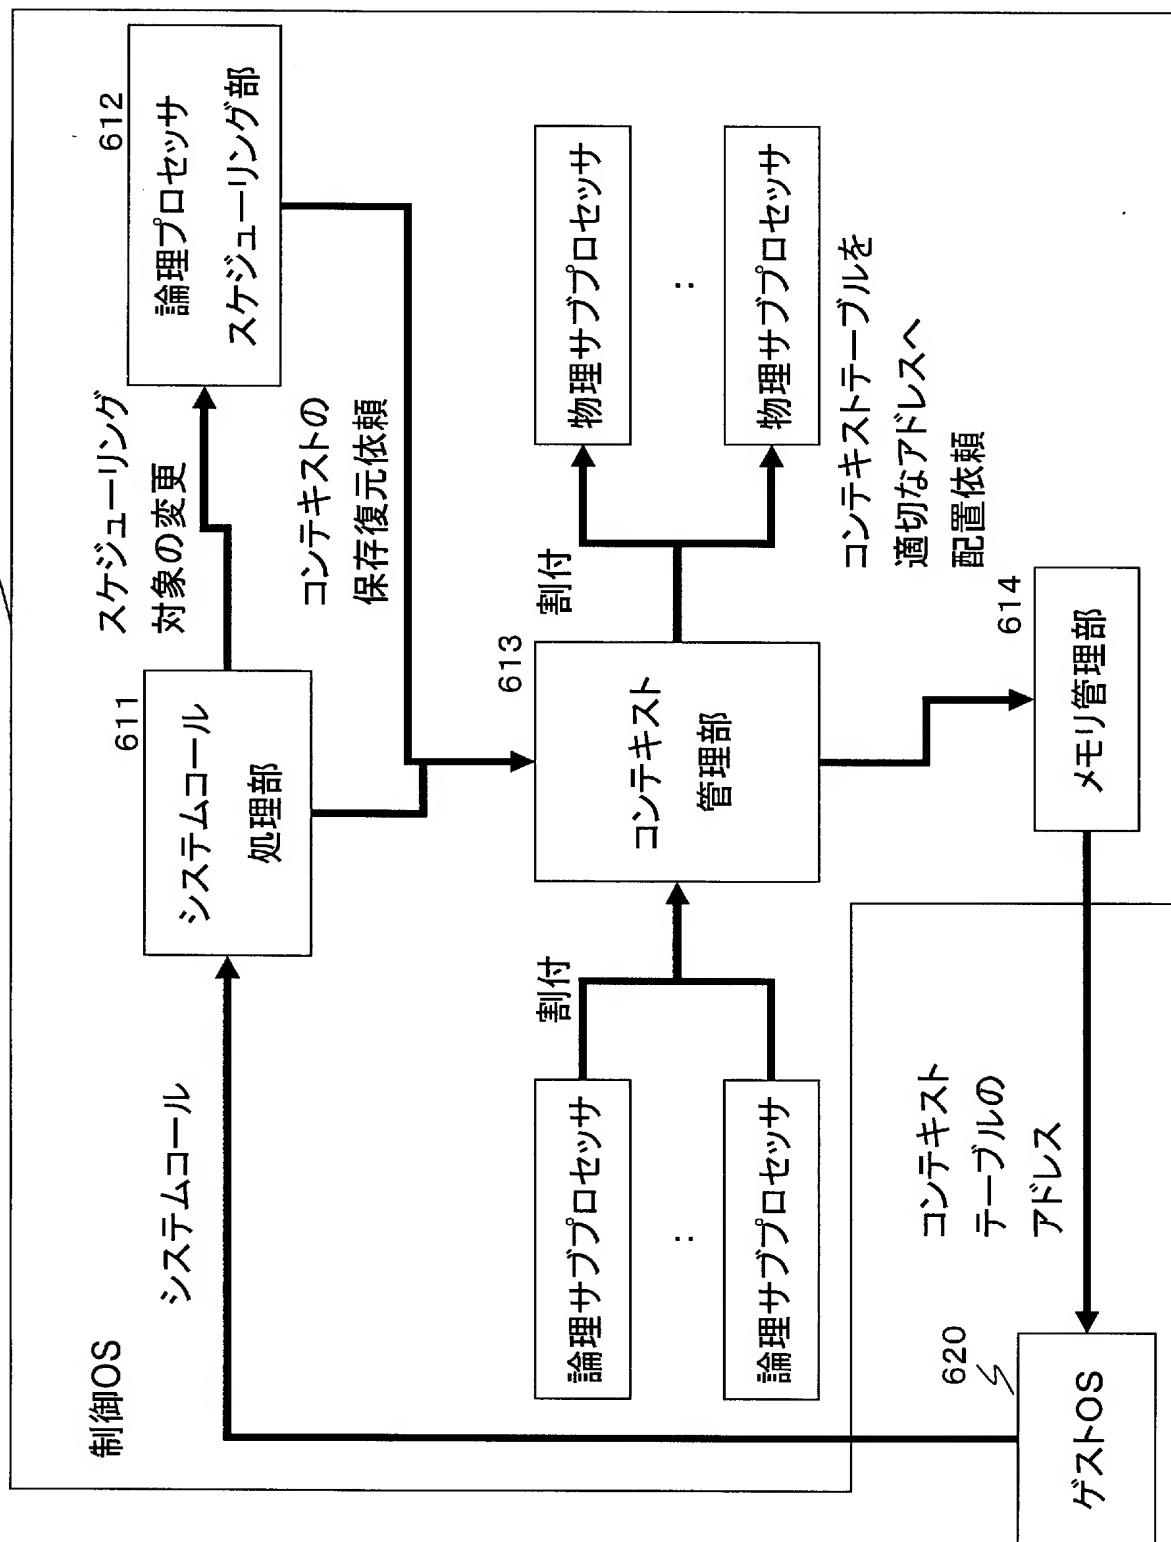 制御OS
システムコール
611
システムコール
処理部
スケジューリング
対象の変更
612
論理プロセッサ
スケジューリング部
コンテキストの
保存復元依頼
論理サブプロセッサ
:
論理サブプロセッサ
割付
613
コンテキスト
管理部
割付
物理サブプロセッサ
:
物理サブプロセッサ
コンテキストテーブルを
適切なアドレスへ
配置依頼
614
メモリ管理部
コンテキスト
テーブルの
アドレス
620
ゲストOS